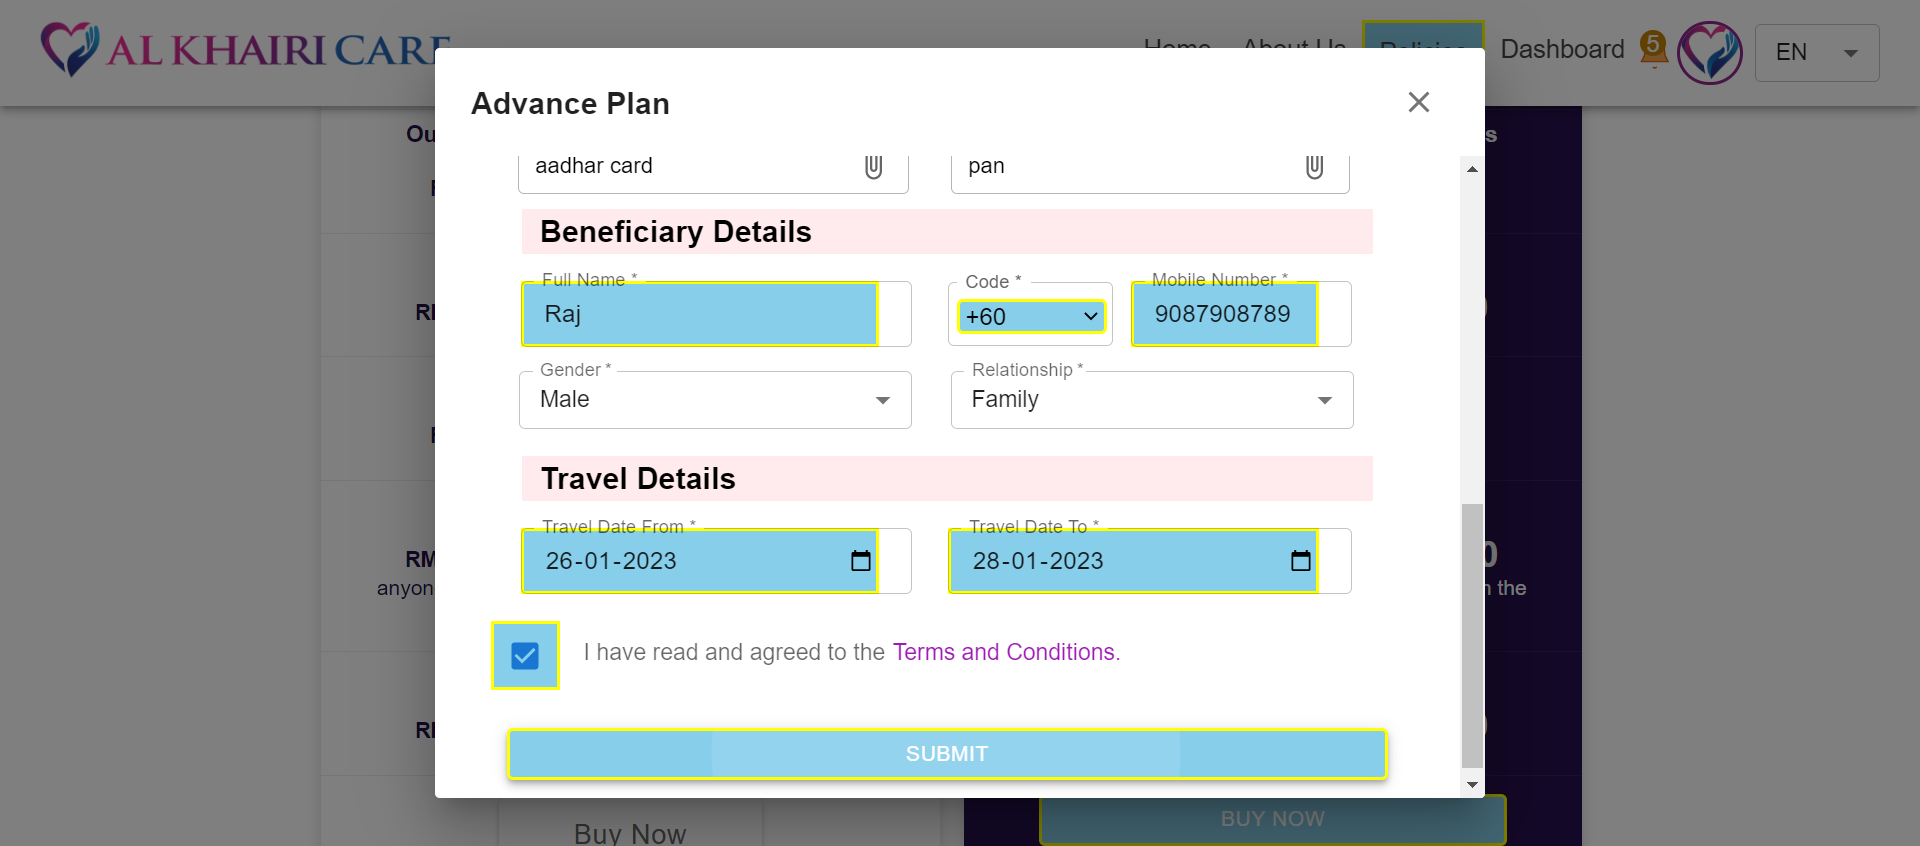 AL KHAIRI CARE
Home About Us Policies Dashboard 5 EN
Advance Plan
aadhar card
pan
Beneficiary Details
Full Name *
Raj
Code *
+60
Mobile Number *
9087908789
Gender *
Male
Relationship *
Family
Travel Details
Travel Date From *
26-01-2023
Travel Date To *
28-01-2023
I have read and agreed to the Terms and Conditions.
SUBMIT
Ou
s
RM
anyon
0
the
Buy Now
BUY NOW